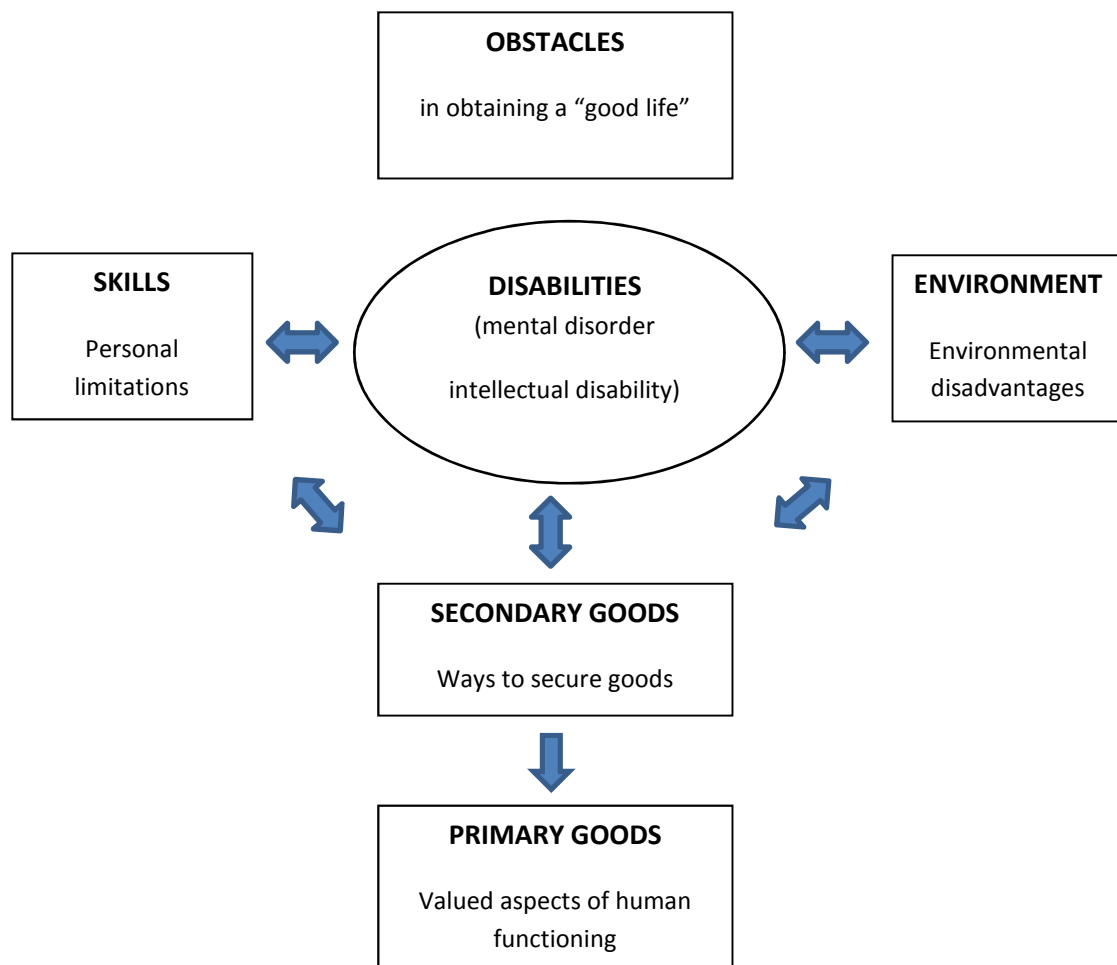 OBSTACLES
in obtaining a “good life”
SKILLS
Personal
limitations
DISABILITIES
(mental disorder
intellectual disability)
ENVIRONMENT
Environmental
disadvantages
SECONDARY GOODS
Ways to secure goods
PRIMARY GOODS
Valued aspects of human
functioning